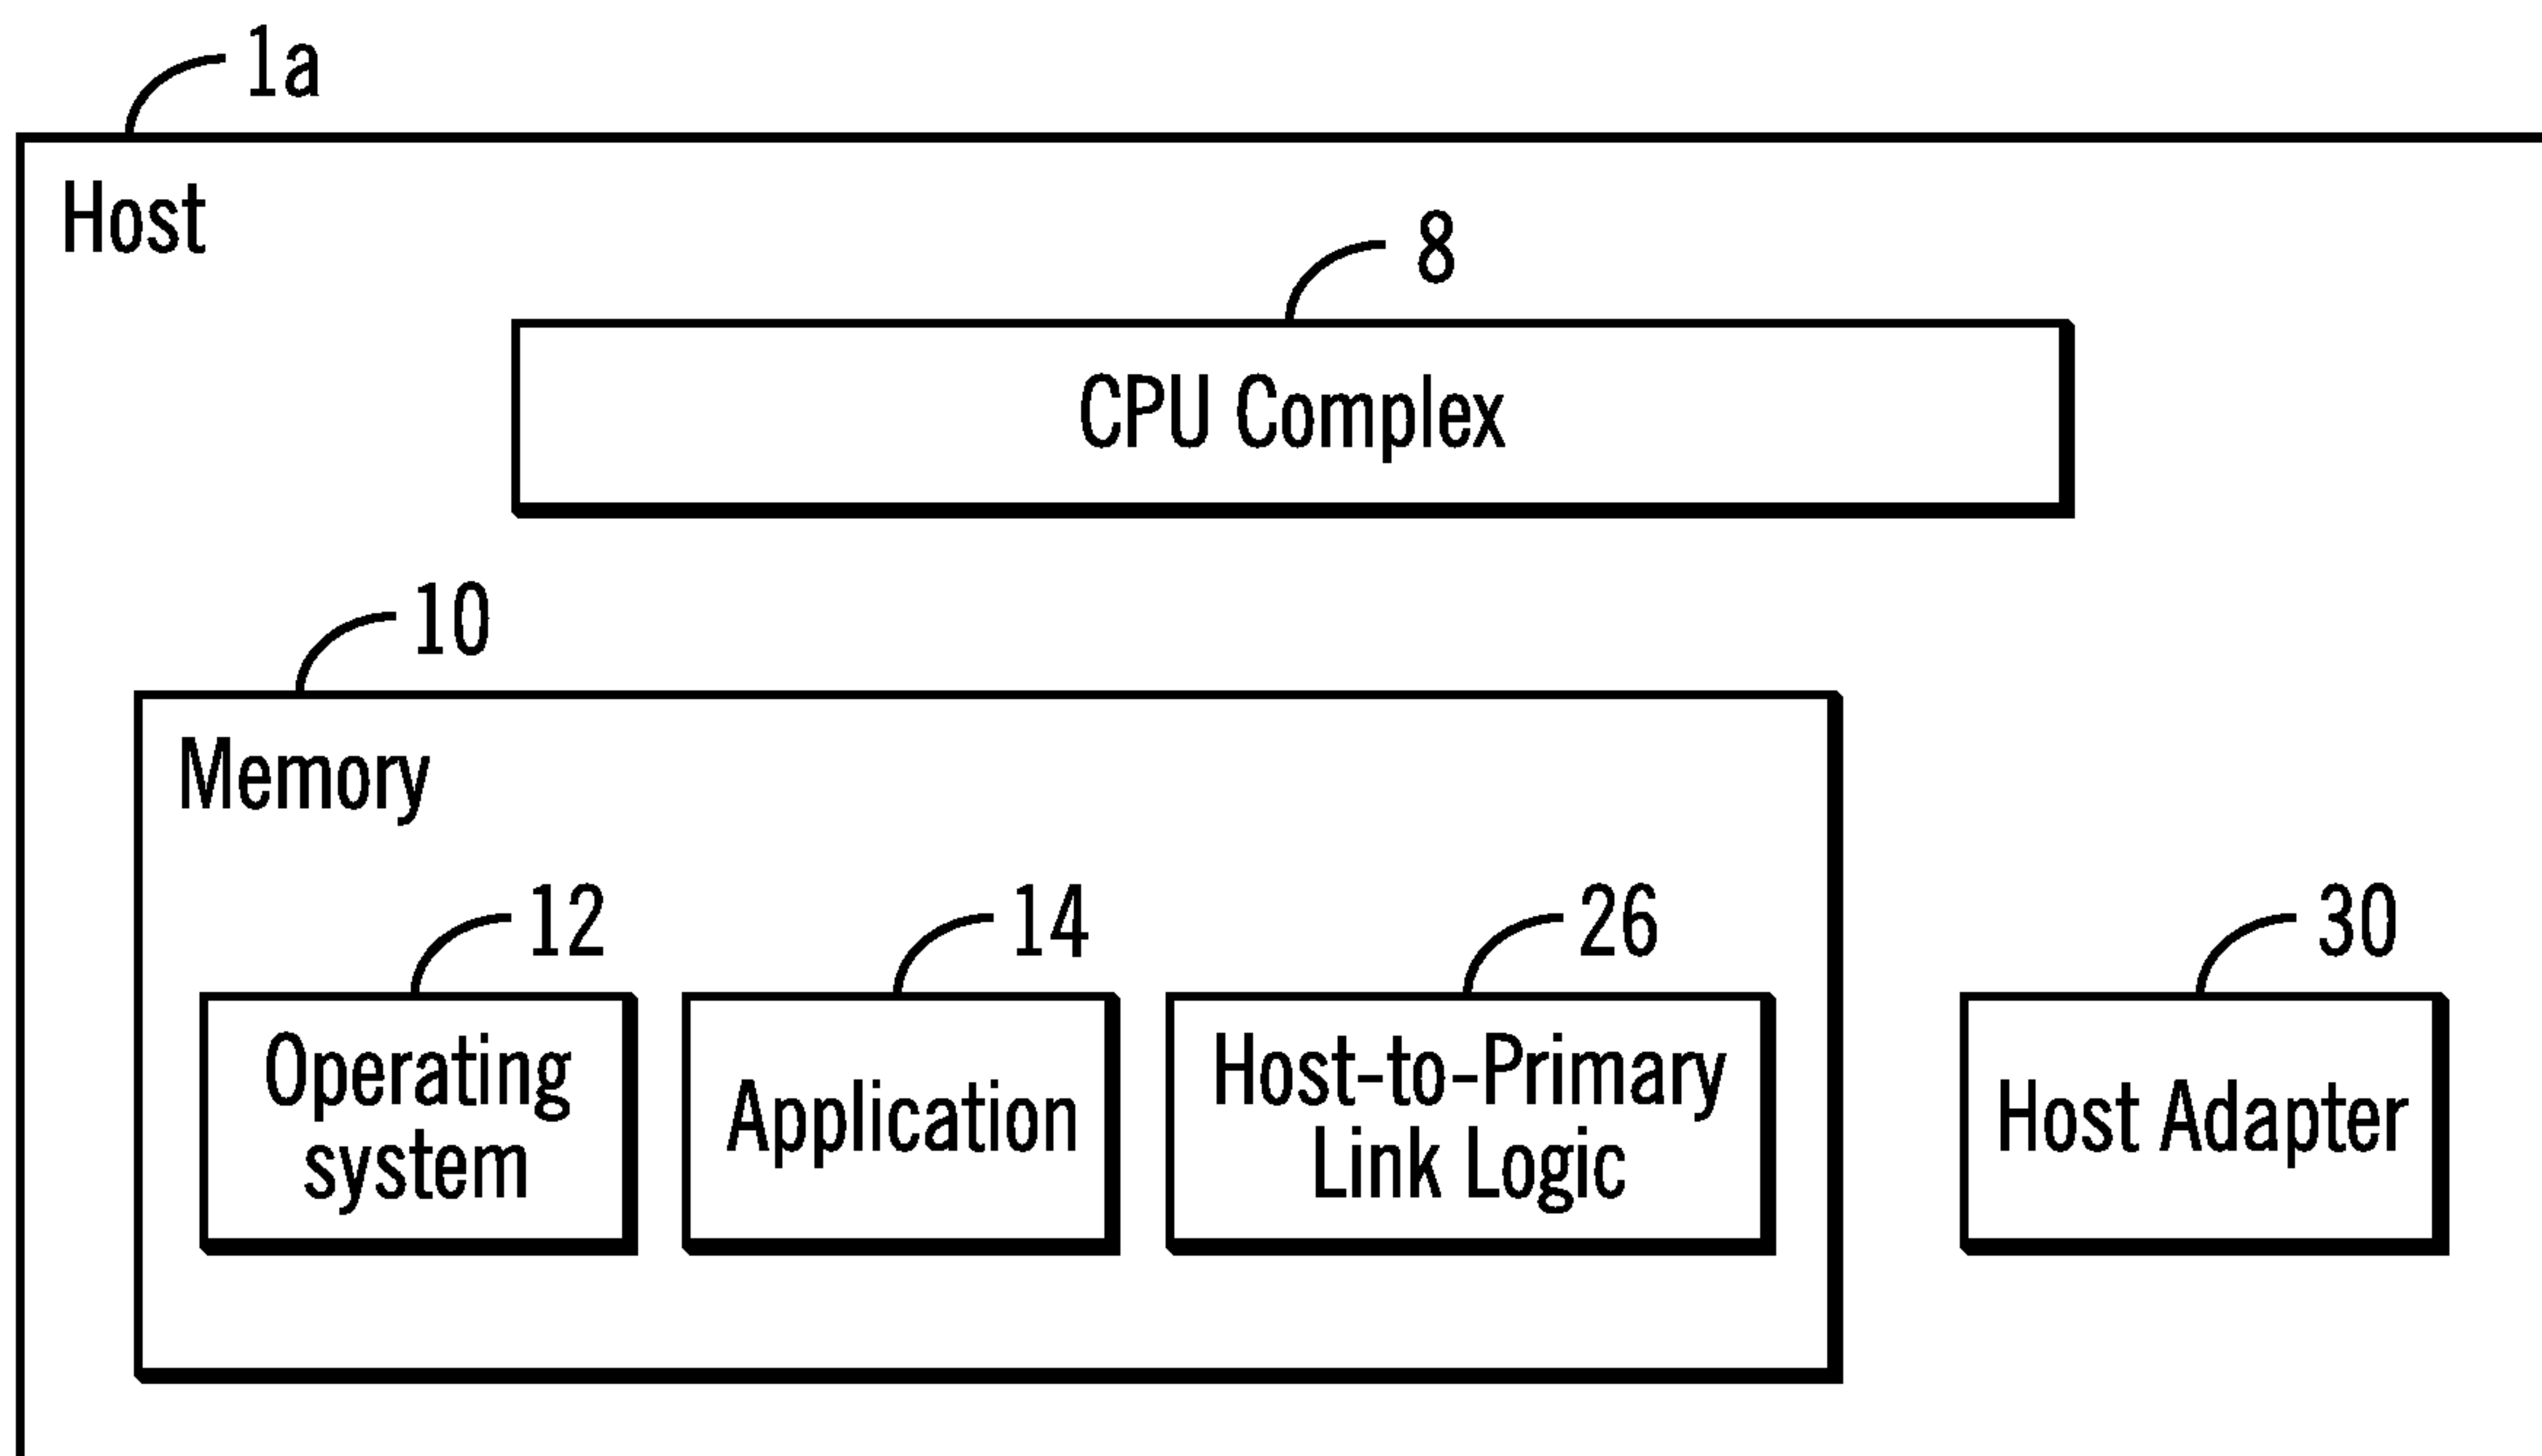 1a
Host
8
CPU Complex
10
Memory
12
14
26
30
Operating
system
Application
Host-to-Primary
Link Logic
Host Adapter